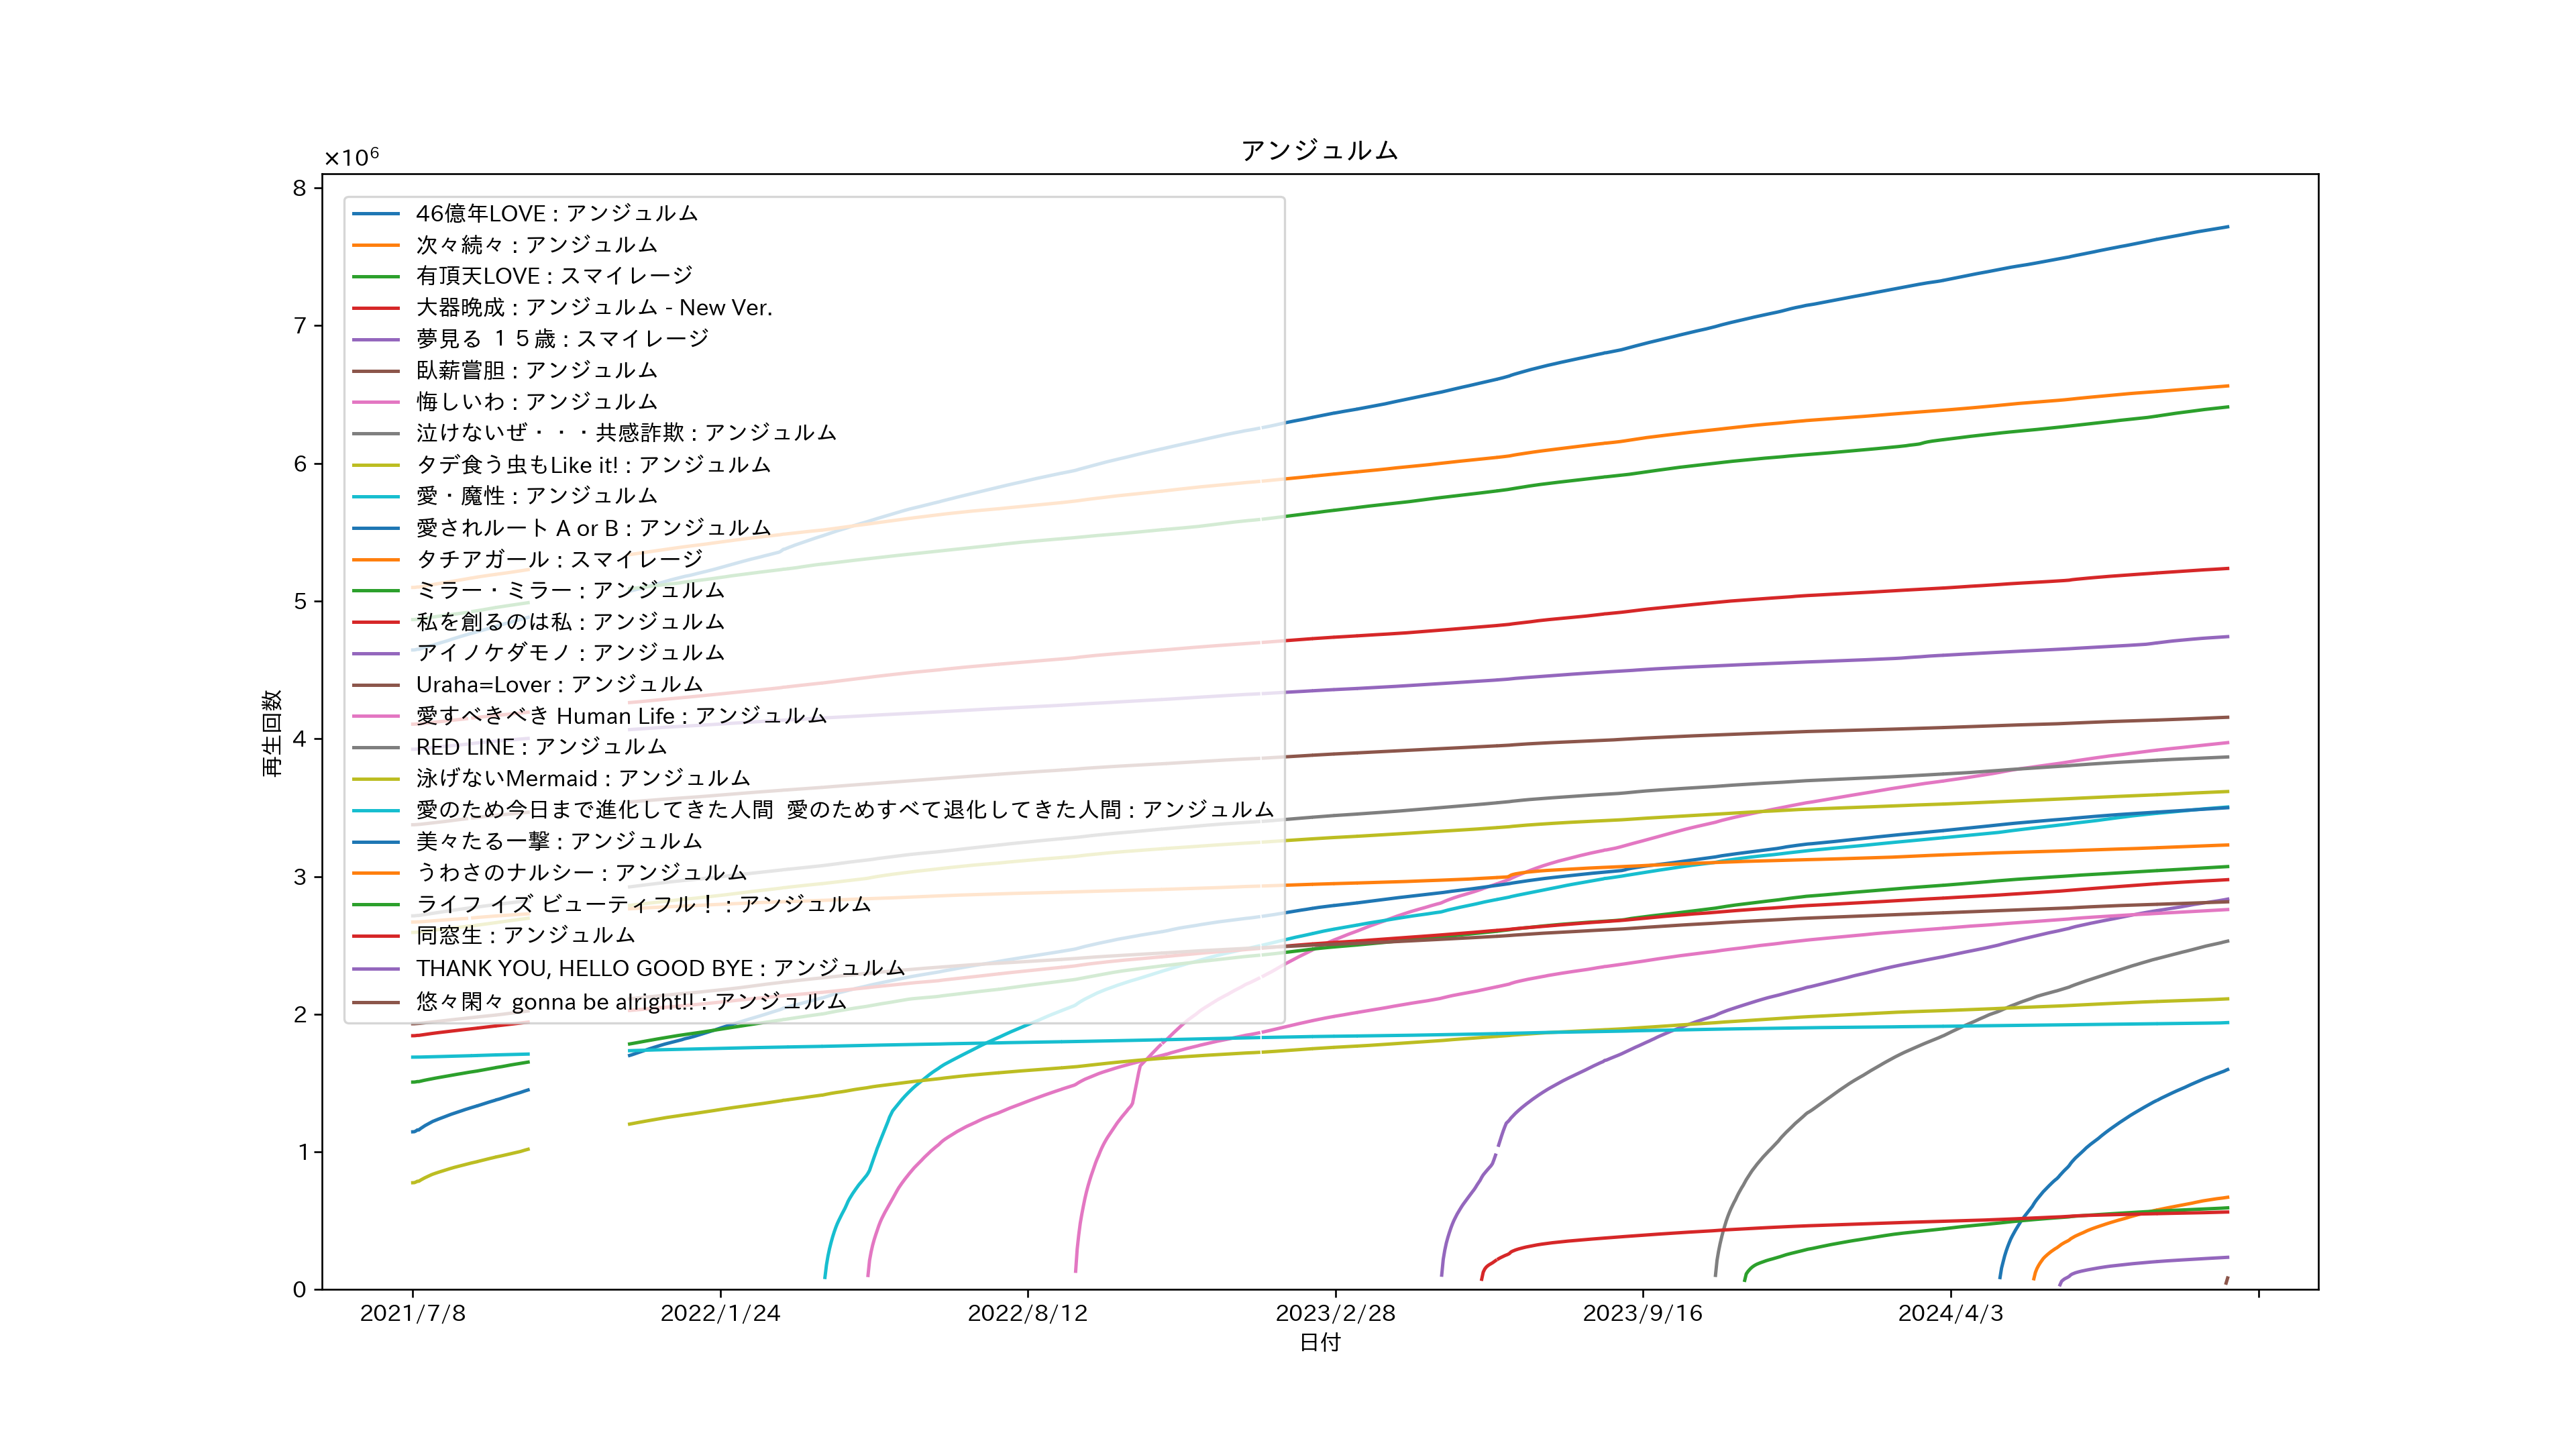 アンジュルム
×10⁶
8
7
6
5
4
3
2
1
0
再生回数
46億年LOVE : アンジュルム
次々続々 : アンジュルム
有頂天LOVE : スマイレージ
大器晩成 : アンジュルム - New Ver.
夢見る １５歳 : スマイレージ
臥薪嘗胆 : アンジュルム
悔しいわ : アンジュルム
泣けないぜ・・・共感詐欺 : アンジュルム
タデ食う虫もLike it! : アンジュルム
愛・魔性 : アンジュルム
愛されルート A or B : アンジュルム
タチアガール : スマイレージ
ミラー・ミラー : アンジュルム
私を創るのは私 : アンジュルム
アイノケダモノ : アンジュルム
Uraha=Lover : アンジュルム
愛すべきべき Human Life : アンジュルム
RED LINE : アンジュルム
泳げないMermaid : アンジュルム
愛のため今日まで進化してきた人間  愛のためすべて退化してきた人間 : アンジュルム
美々たる一撃 : アンジュルム
うわさのナルシー : アンジュルム
ライフ イズ ビューティフル！ : アンジュルム
同窓生 : アンジュルム
THANK YOU, HELLO GOOD BYE : アンジュルム
悠々閑々 gonna be alright!! : アンジュルム
2021/7/8
2022/1/24
2022/8/12
2023/2/28
2023/9/16
2024/4/3
日付